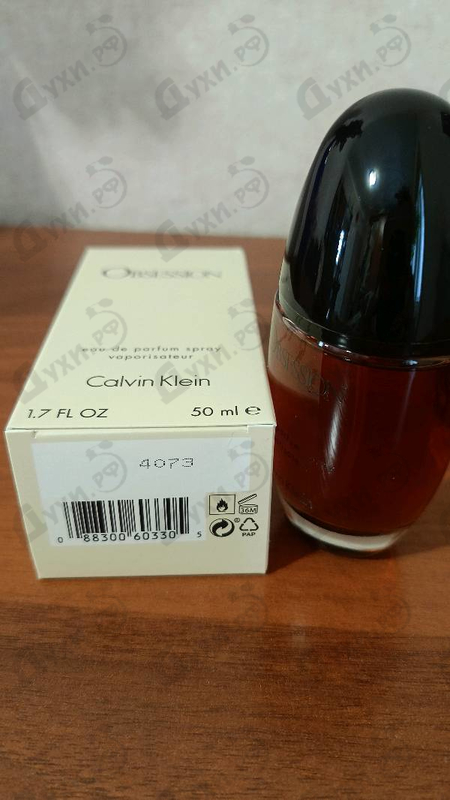 Духи.РФ
OBSESSION
eau de parfum spray
vaporisateur
Calvin Klein
1.7 FL OZ 50 ml e
4073
36M
0 88300 60330 5
PAP